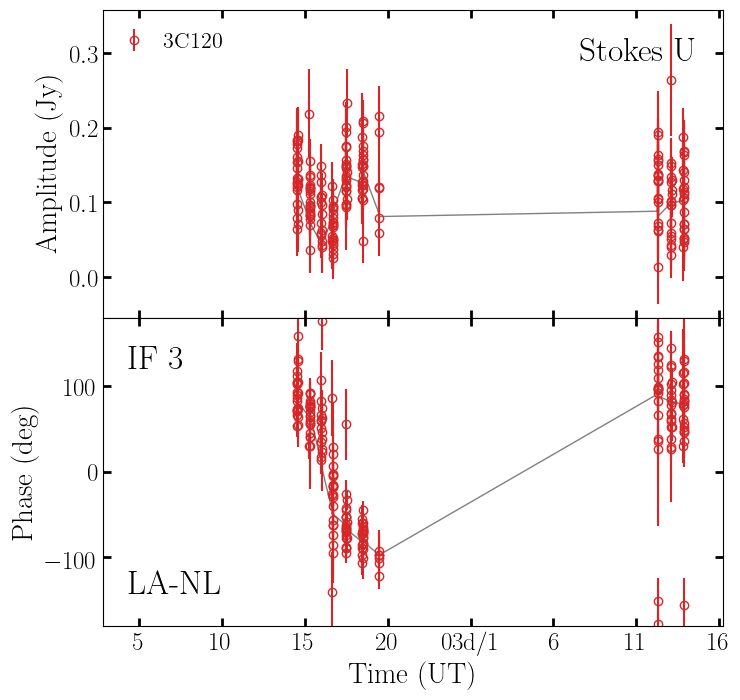 3C120
Stokes U
0.3
0.2
0.1
0.0
Amplitude (Jy)
IF 3
100
0
−100
Phase (deg)
LA-NL
5 10 15 20 03d/1 6 11 16
Time (UT)